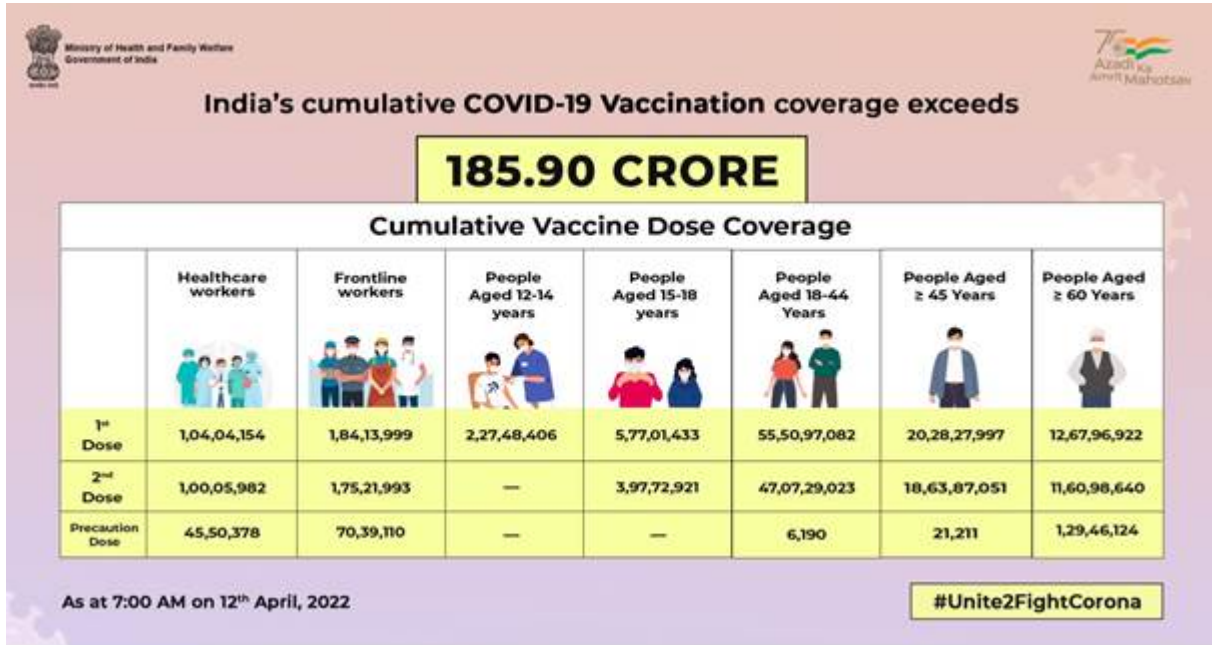 Ministry of Health and Family Welfare
Government of India
75
Azadi Ka
Amrit Mahotsav
India's cumulative COVID-19 Vaccination coverage exceeds
185.90 CRORE
Cumulative Vaccine Dose Coverage
Healthcare workers Frontline workers People Aged 12-14 years People Aged 15-18 years People Aged 18-44 Years People Aged ≥ 45 Years People Aged ≥ 60 Years
1st Dose 1,04,04,154 1,84,13,999 2,27,48,406 5,77,01,433 55,50,97,082 20,28,27,997 12,67,96,922
2nd Dose 1,00,05,982 1,75,21,993 — 3,97,72,921 47,07,29,023 18,63,87,051 11,60,98,640
Precaution Dose 45,50,378 70,39,110 — — 6,190 21,211 1,29,46,124
As at 7:00 AM on 12th April, 2022
#Unite2FightCorona